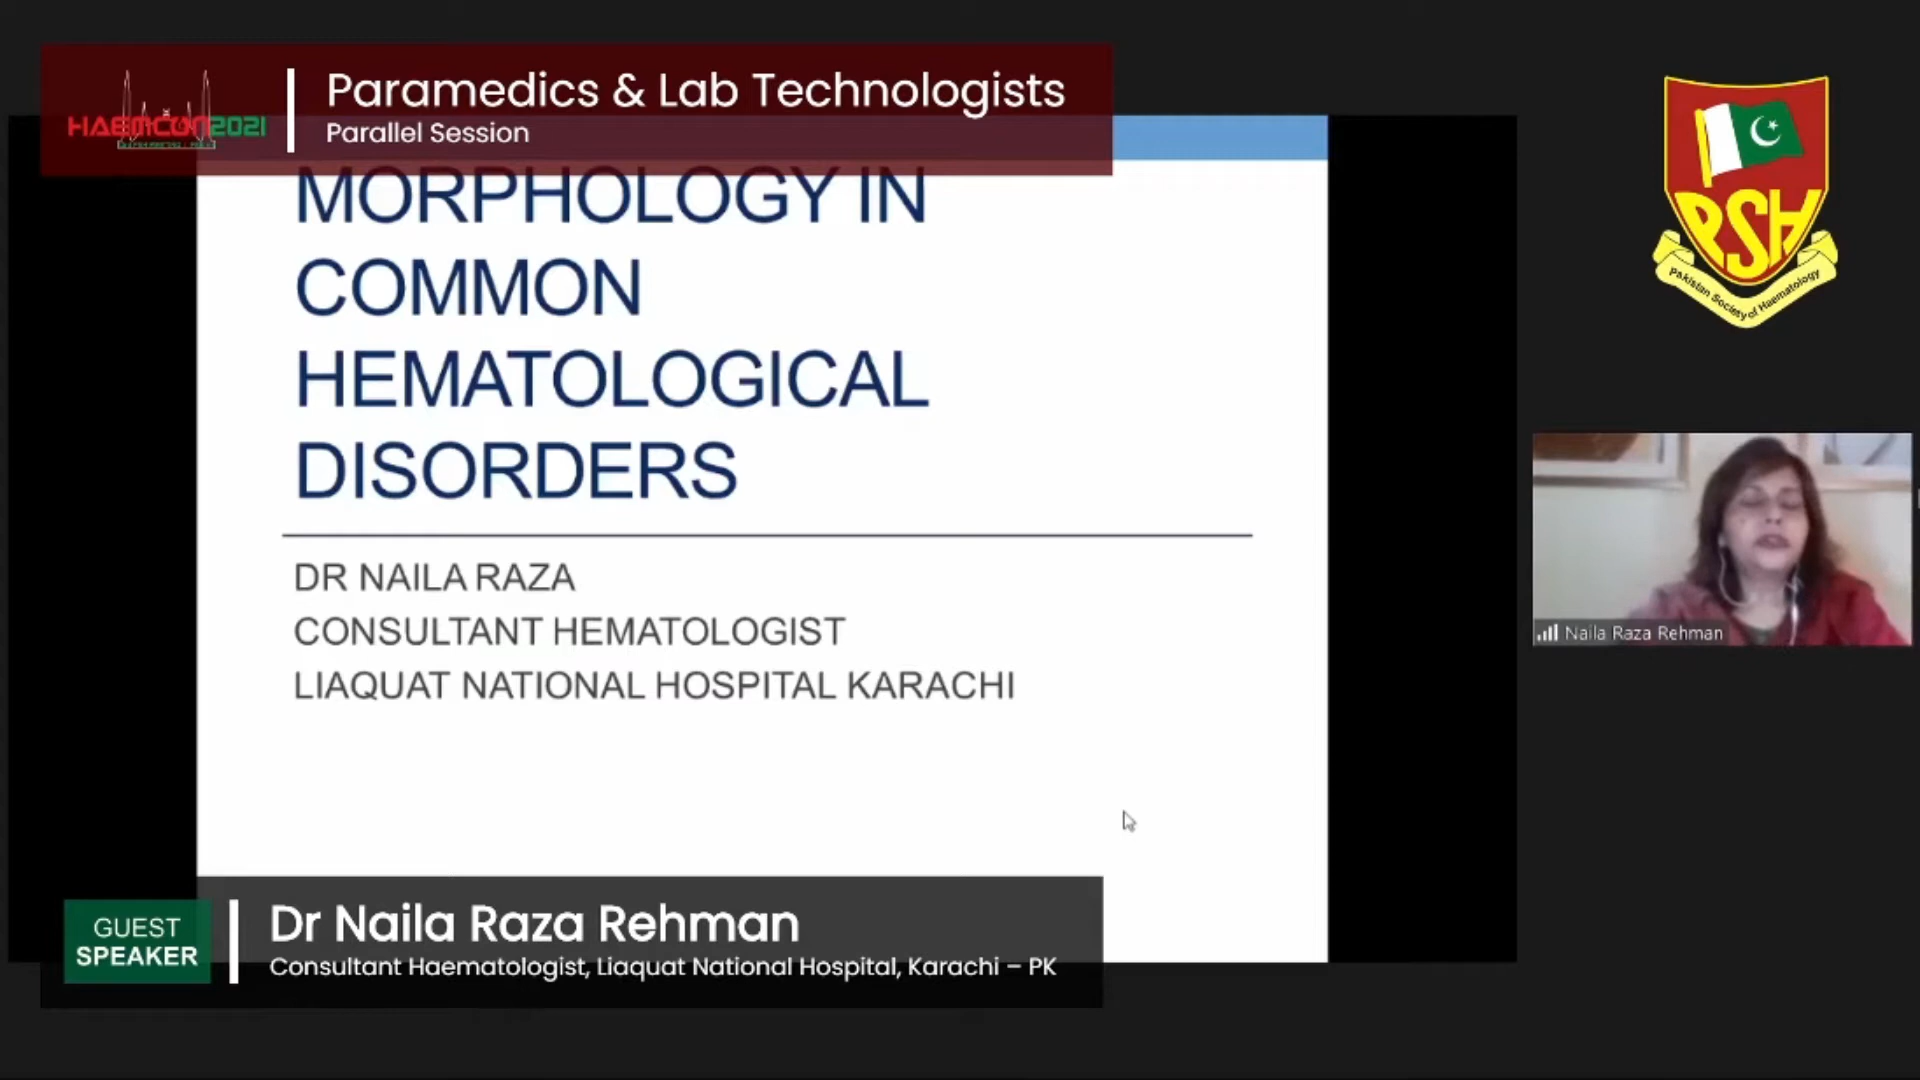 HAEMCON2021
Paramedics & Lab Technologists
Parallel Session
MORPHOLOGY IN
COMMON
HEMATOLOGICAL
DISORDERS
DR NAILA RAZA
CONSULTANT HEMATOLOGIST
LIAQUAT NATIONAL HOSPITAL KARACHI
GUEST
SPEAKER
Dr Naila Raza Rehman
Consultant Haematologist, Liaquat National Hospital, Karachi – PK
PSH
Pakistan Society of Haematology
Naila Raza Rehman